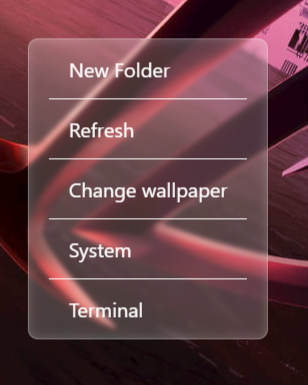 New Folder
Refresh
Change wallpaper
System
Terminal